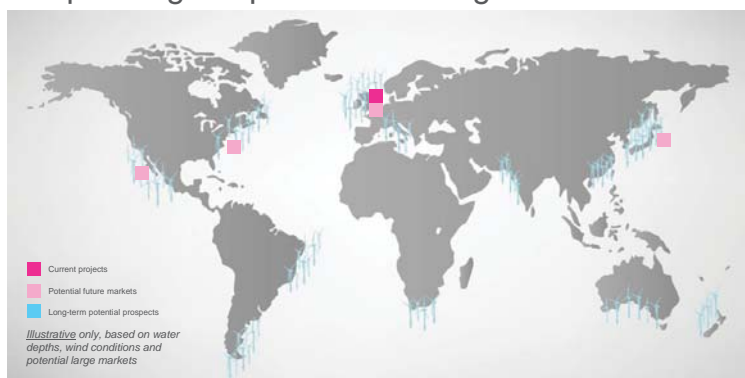 Current projects
Potential future markets
Long-term potential prospects
Illustrative only, based on water
depths, wind conditions and
potential large markets